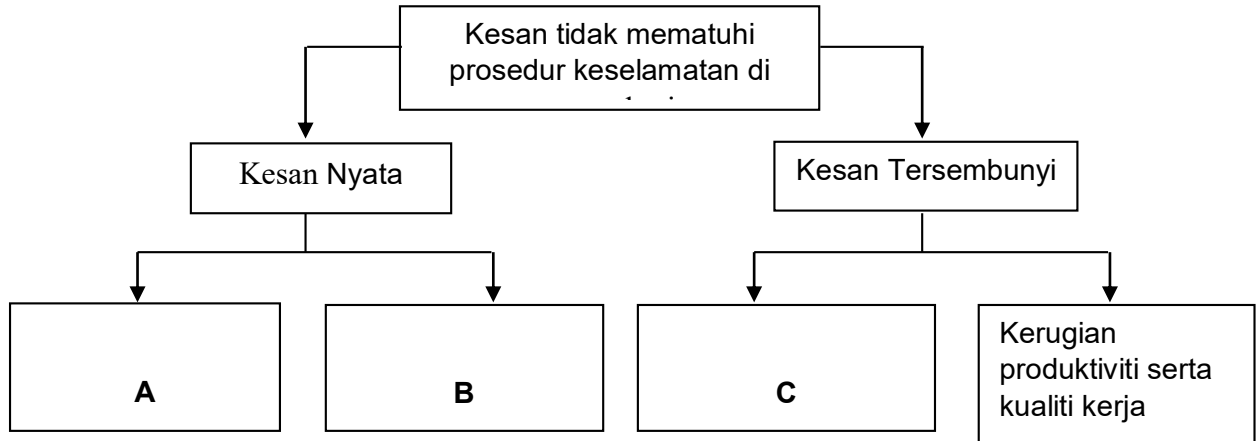 Kesan tidak mematuhi
prosedur keselamatan di
Kesan Nyata
Kesan Tersembunyi
A
B
C
Kerugian
produktiviti serta
kualiti kerja